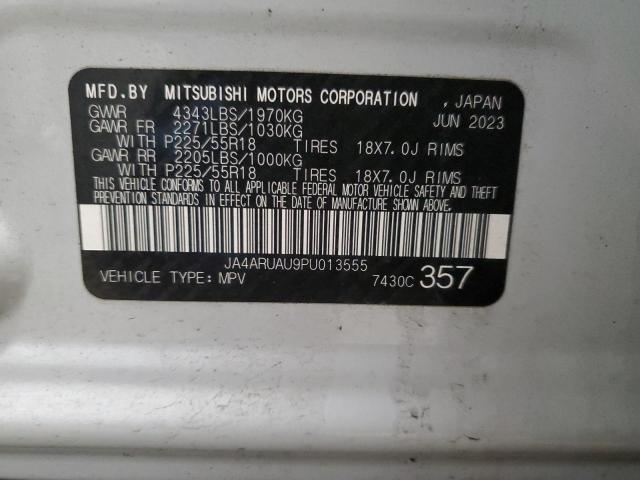 MFD.BY MITSUBISHI MOTORS CORPORATION , JAPAN
GVWR 4343LBS/1970KG JUN 2023
GAWR FR 2271LBS/1030KG
WITH P225/55R18 TIRES 18X7.0J RIMS
GAWR RR 2205LBS/1000KG
WITH P225/55R18 TIRES 18X7.0J RIMS
THIS VEHICLE CONFORMS TO ALL APPLICABLE FEDERAL MOTOR VEHICLE SAFETY AND THEFT
PREVENTION STANDARDS IN EFFECT ON THE DATE OF MANUFACTURE SHOWN ABOVE.
JA4ARUAU9PU013555
VEHICLE TYPE:MPV 7430C 357